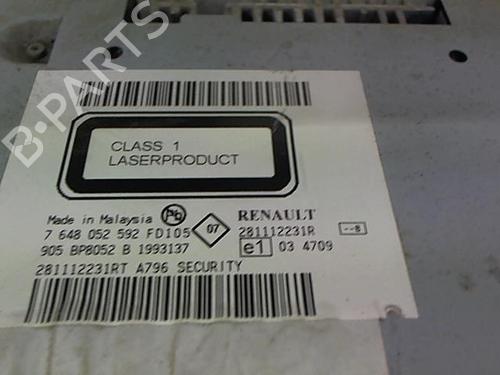 B-PARTS
CLASS 1
LASERPRODUCT
Made in Malaysia Pb 07 RENAULT
7 648 052 592 FD105 281112231R --8
905 BP8052 B 1993137 e1 03 4709
281112231RT A796 SECURITY